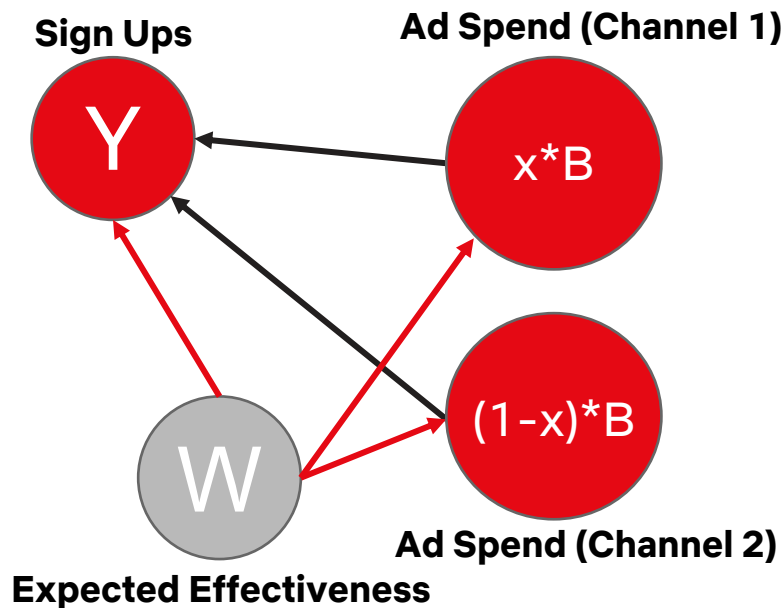 Sign Ups
Ad Spend (Channel 1)
Y
x*B
W
(1-x)*B
Ad Spend (Channel 2)
Expected Effectiveness